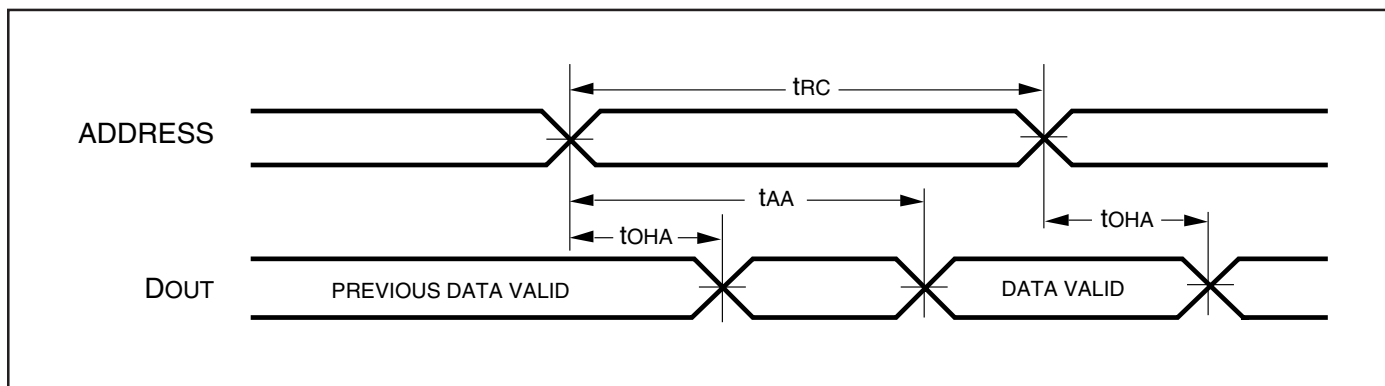 tRC
ADDRESS
tAA
tOHA
tOHA
DOUT
PREVIOUS DATA VALID
DATA VALID